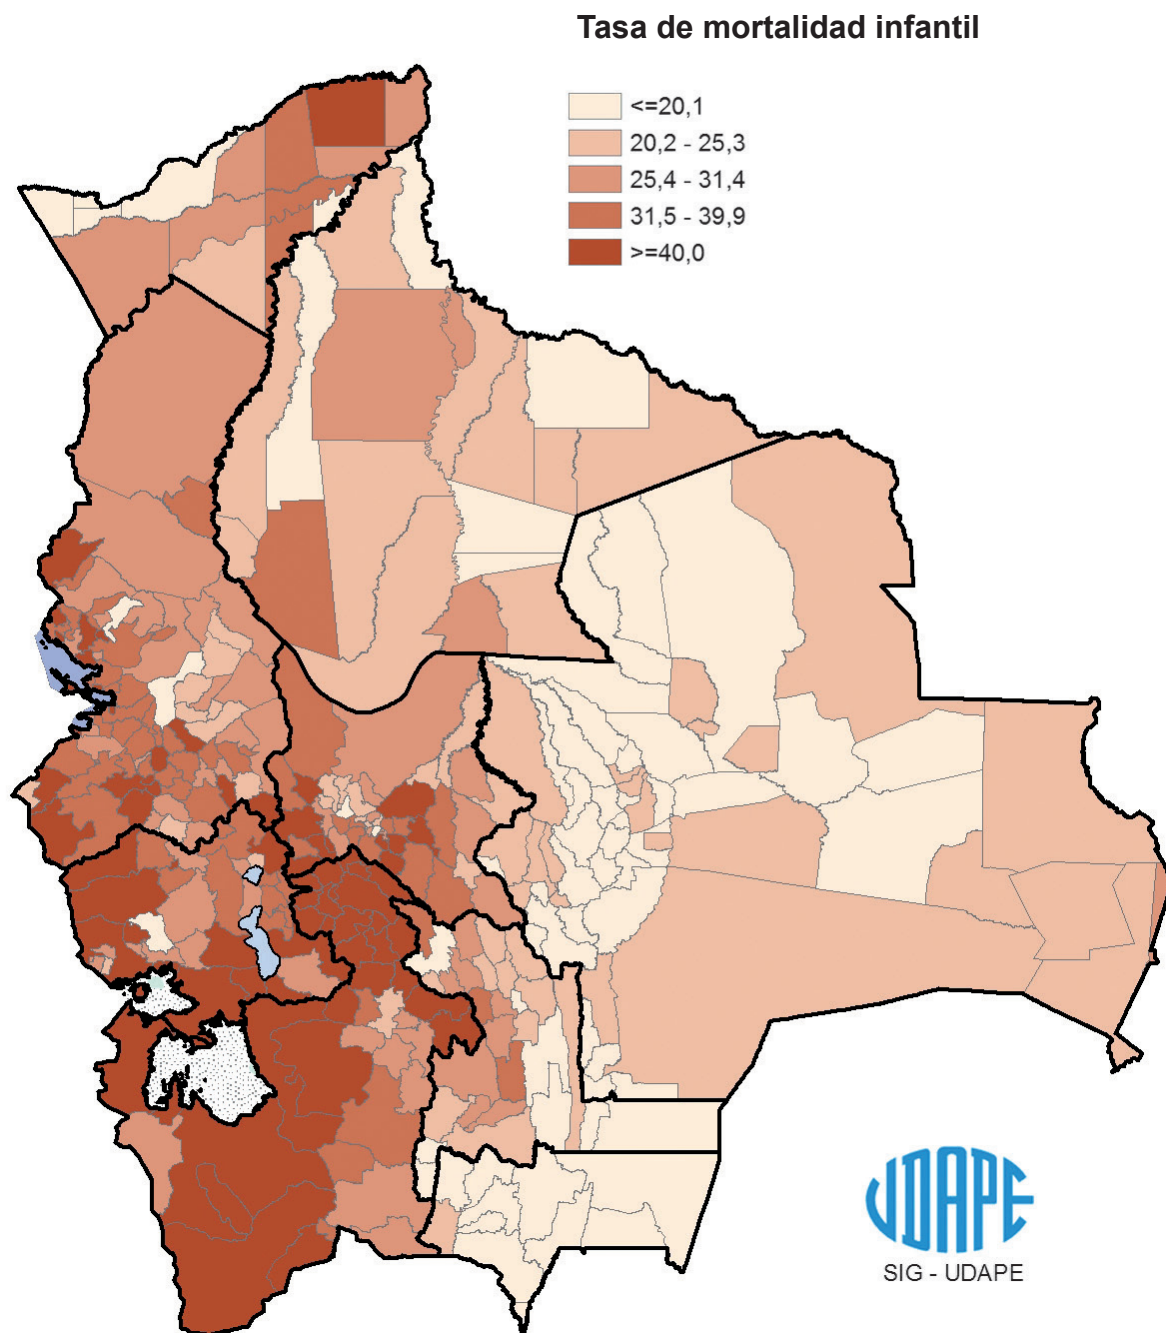 Tasa de mortalidad infantil
<=20,1
20,2 - 25,3
25,4 - 31,4
31,5 - 39,9
>=40,0
UDAPE
SIG - UDAPE